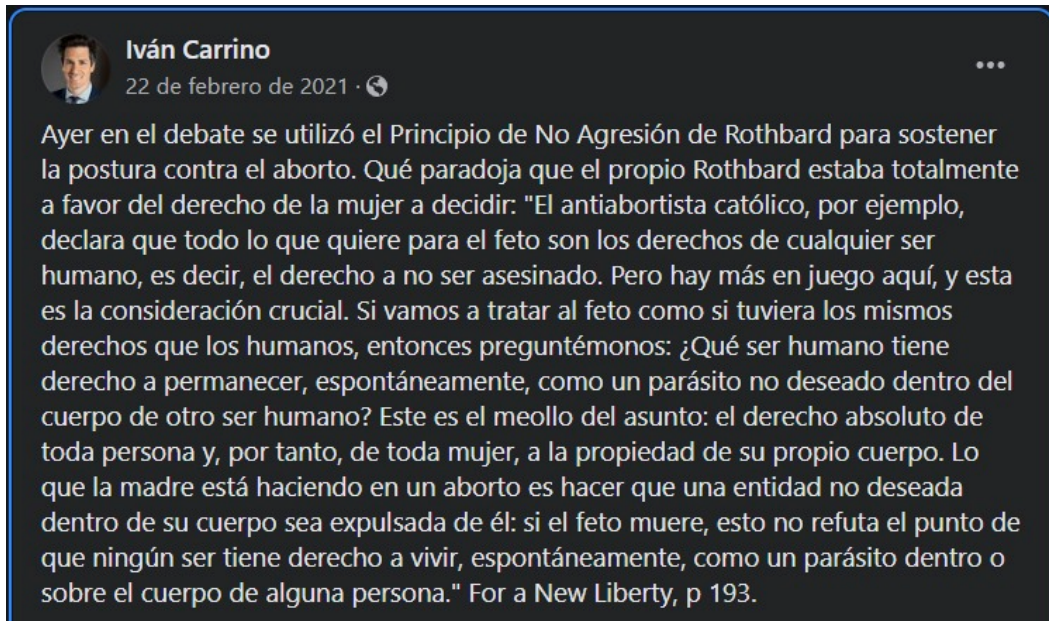 Iván Carrino
22 de febrero de 2021 ·
Ayer en el debate se utilizó el Principio de No Agresión de Rothbard para sostener
la postura contra el aborto. Qué paradoja que el propio Rothbard estaba totalmente
a favor del derecho de la mujer a decidir: "El antiabortista católico, por ejemplo,
declara que todo lo que quiere para el feto son los derechos de cualquier ser
humano, es decir, el derecho a no ser asesinado. Pero hay más en juego aquí, y esta
es la consideración crucial. Si vamos a tratar al feto como si tuviera los mismos
derechos que los humanos, entonces preguntémonos: ¿Qué ser humano tiene
derecho a permanecer, espontáneamente, como un parásito no deseado dentro del
cuerpo de otro ser humano? Este es el meollo del asunto: el derecho absoluto de
toda persona y, por tanto, de toda mujer, a la propiedad de su propio cuerpo. Lo
que la madre está haciendo en un aborto es hacer que una entidad no deseada
dentro de su cuerpo sea expulsada de él: si el feto muere, esto no refuta el punto de
que ningún ser tiene derecho a vivir, espontáneamente, como un parásito dentro o
sobre el cuerpo de alguna persona." For a New Liberty, p 193.